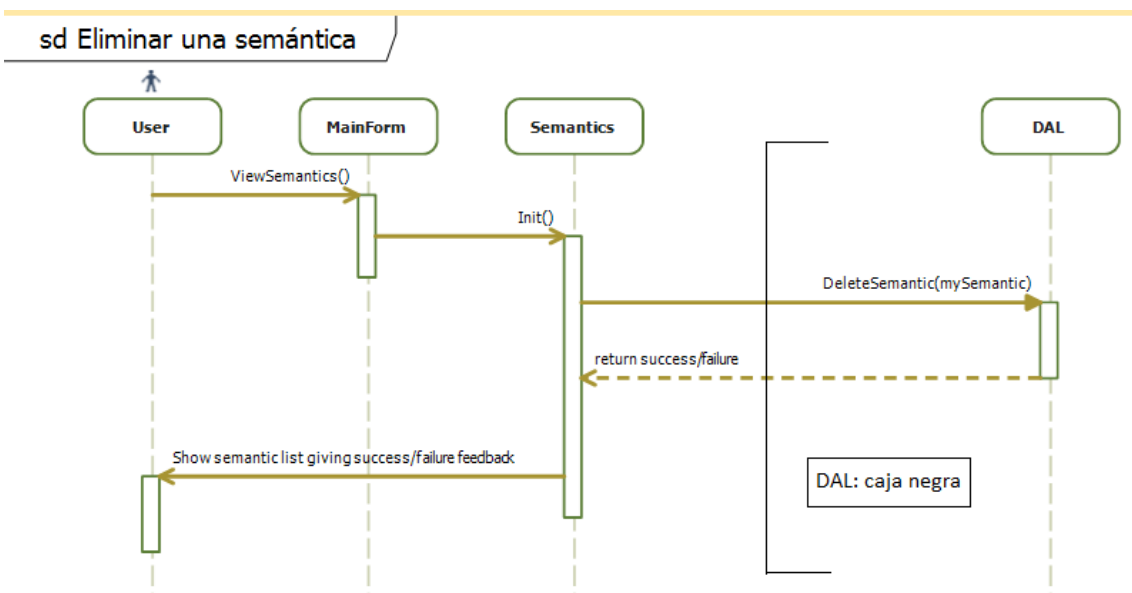 sd Eliminar una semántica
User
MainForm
Semantics
DAL
ViewSemantics()
Init()
DeleteSemantic(mySemantic)
return success/failure
Show semantic list giving success/failure feedback
DAL: caja negra